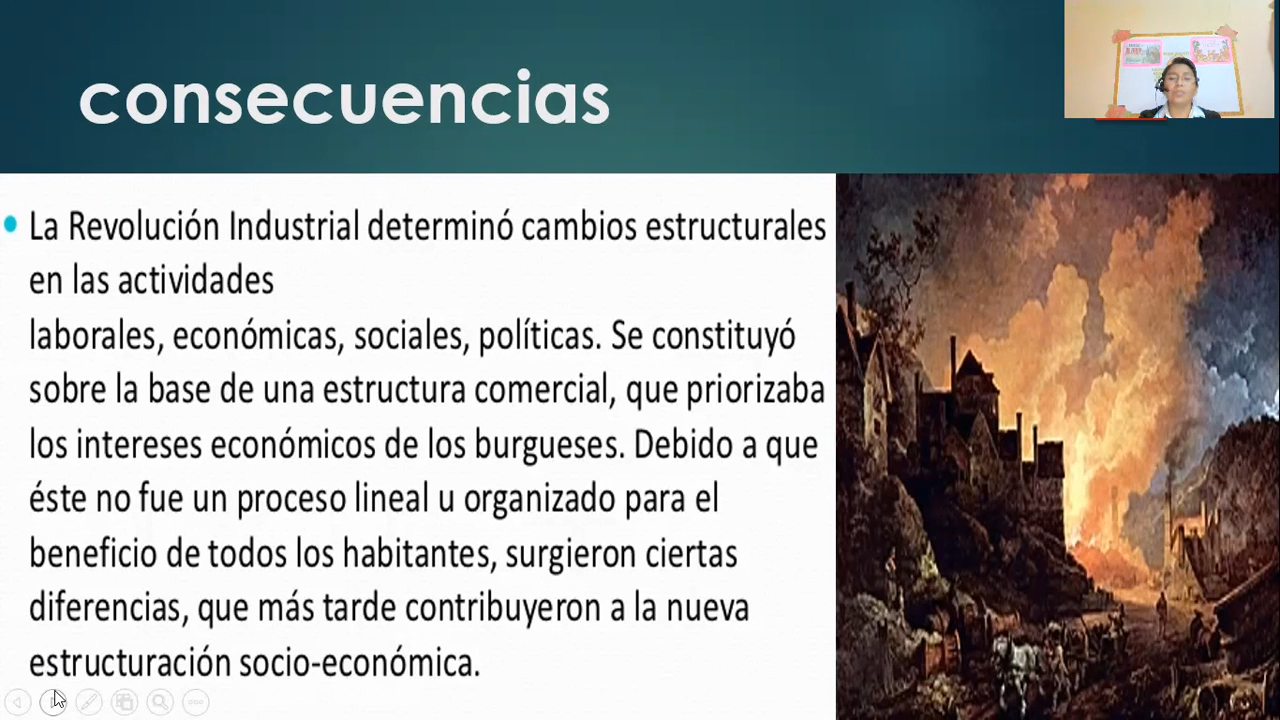 consecuencias
La Revolución Industrial determinó cambios estructurales
en las actividades
laborales, económicas, sociales, políticas. Se constituyó
sobre la base de una estructura comercial, que priorizaba
los intereses económicos de los burgueses. Debido a que
éste no fue un proceso lineal u organizado para el
beneficio de todos los habitantes, surgieron ciertas
diferencias, que más tarde contribuyeron a la nueva
estructuración socio-económica.